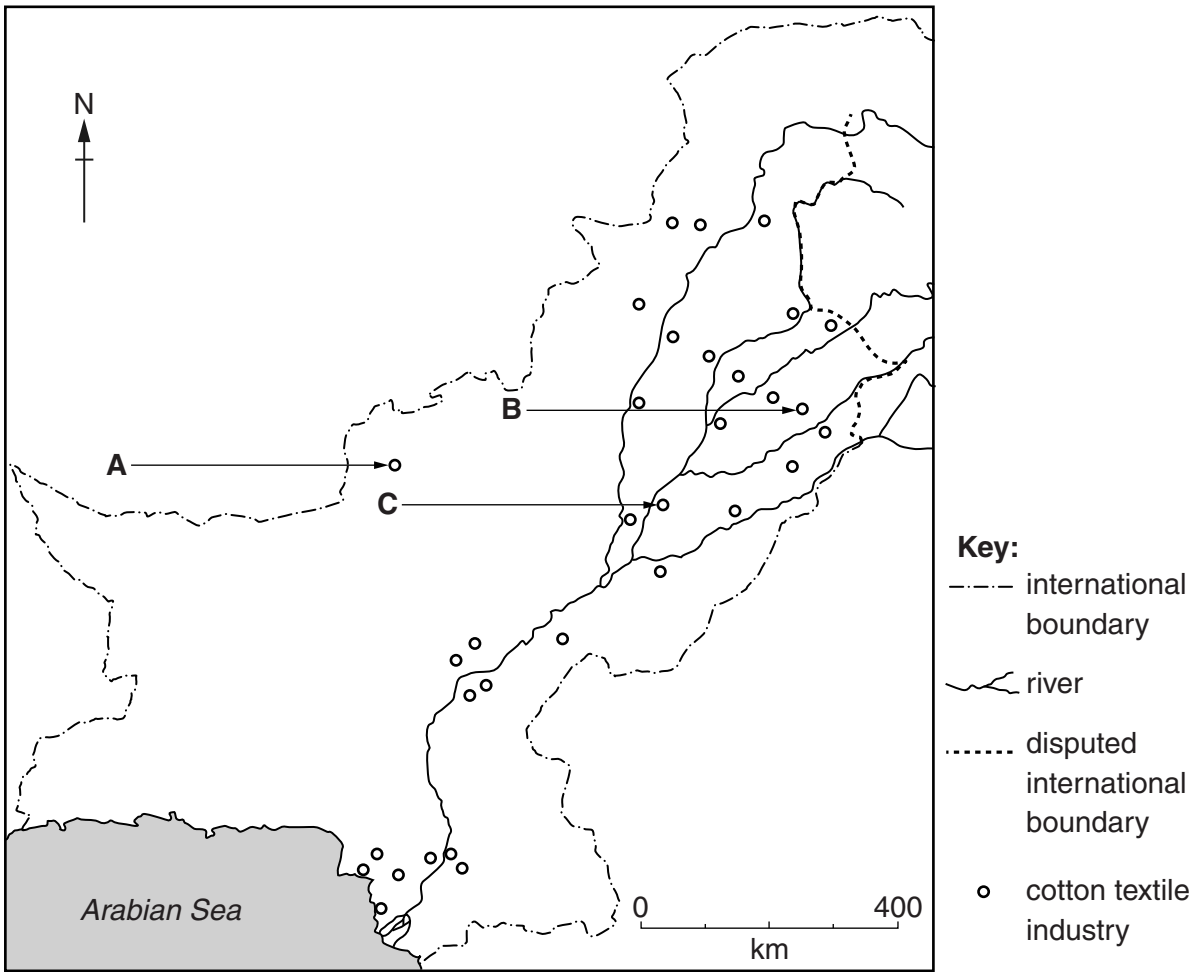 N
A
B
C
Arabian Sea
0 400
km
Key:
international
boundary
river
disputed
international
boundary
cotton textile
industry